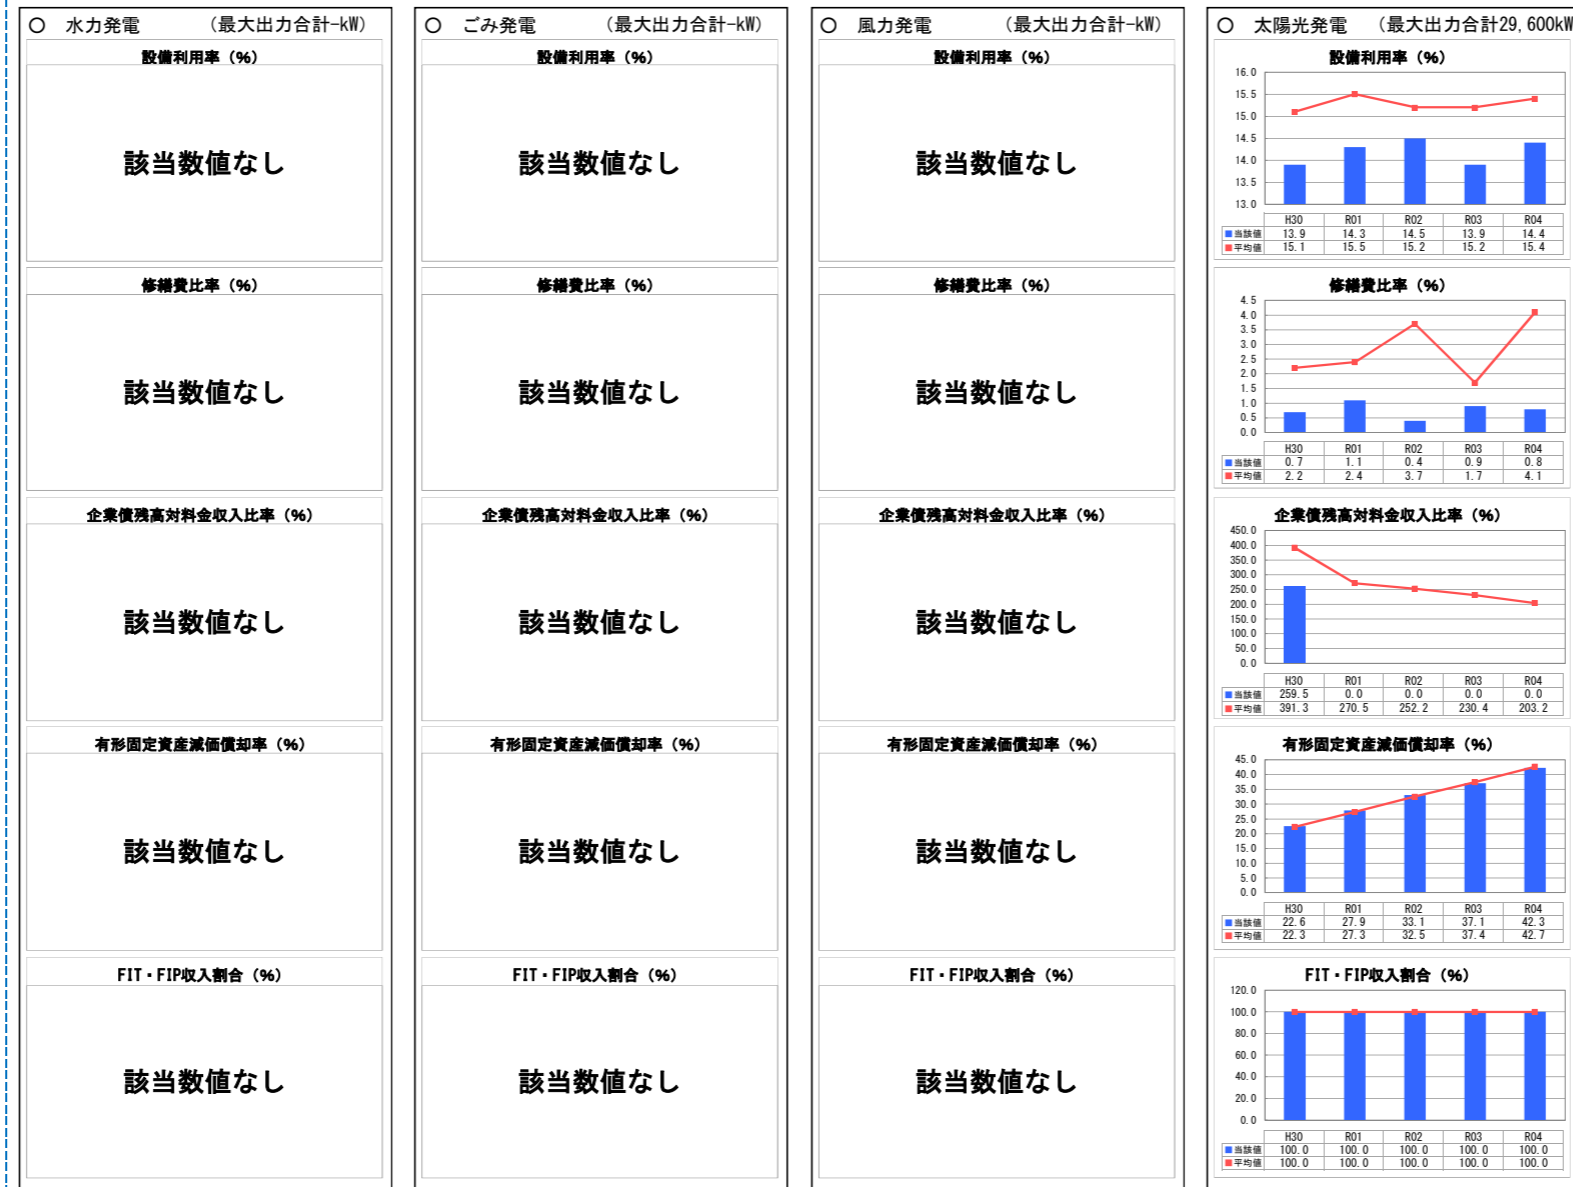 ○ 水力発電 （最大出力合計-kW）
設備利用率（%）
該当数値なし
修繕費比率（%）
該当数値なし
企業債残高対料金収入比率（%）
該当数値なし
有形固定資産減価償却率（%）
該当数値なし
FIT・FIP収入割合（%）
該当数値なし
○ ごみ発電 （最大出力合計-kW）
設備利用率（%）
該当数値なし
修繕費比率（%）
該当数値なし
企業債残高対料金収入比率（%）
該当数値なし
有形固定資産減価償却率（%）
該当数値なし
FIT・FIP収入割合（%）
該当数値なし
○ 風力発電 （最大出力合計-kW）
設備利用率（%）
該当数値なし
修繕費比率（%）
該当数値なし
企業債残高対料金収入比率（%）
該当数値なし
有形固定資産減価償却率（%）
該当数値なし
FIT・FIP収入割合（%）
該当数値なし
○ 太陽光発電 （最大出力合計29,600kW
設備利用率（%）
16.0
15.5
15.0
14.5
14.0
13.5
13.0
H30 R01 R02 R03 R04
当該値 13.9 14.3 14.5 13.9 14.4
平均値 15.1 15.5 15.2 15.2 15.4
修繕費比率（%）
4.5
4.0
3.5
3.0
2.5
2.0
1.5
1.0
0.5
0.0
H30 R01 R02 R03 R04
当該値 0.7 1.1 0.4 0.9 0.8
平均値 2.2 2.4 3.7 1.7 4.1
企業債残高対料金収入比率（%）
450.0
400.0
350.0
300.0
250.0
200.0
150.0
100.0
50.0
0.0
H30 R01 R02 R03 R04
当該値 259.5 0.0 0.0 0.0 0.0
平均値 391.3 270.5 252.2 230.4 203.2
有形固定資産減価償却率（%）
45.0
40.0
35.0
30.0
25.0
20.0
15.0
10.0
5.0
0.0
H30 R01 R02 R03 R04
当該値 22.6 27.9 33.1 37.1 42.3
平均値 22.3 27.3 32.5 37.4 42.7
FIT・FIP収入割合（%）
120.0
100.0
80.0
60.0
40.0
20.0
0.0
H30 R01 R02 R03 R04
当該値 100.0 100.0 100.0 100.0 100.0
平均値 100.0 100.0 100.0 100.0 100.0